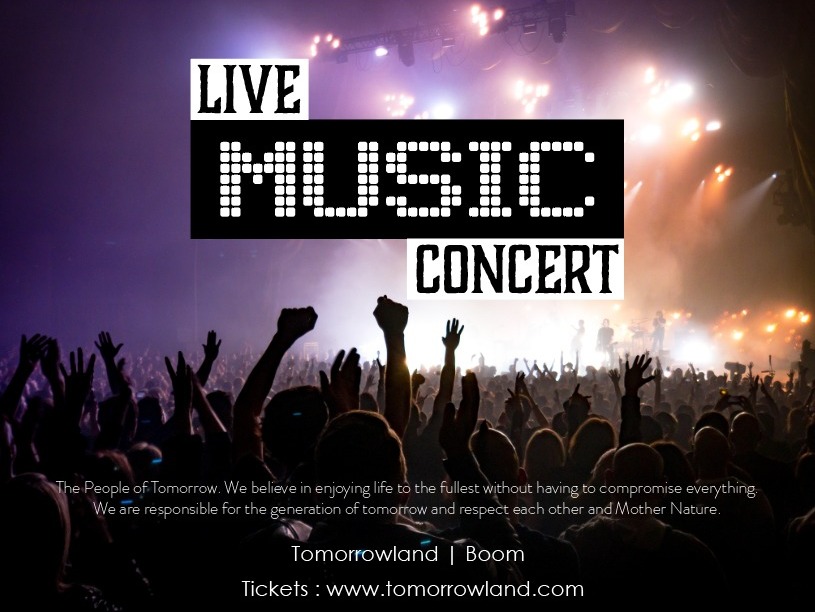 LIVE
MUSIC
CONCERT
The People of Tomorrow. We believe in enjoying life to the fullest without having to compromise everything.
We are responsible for the generation of tomorrow and respect each other and Mother Nature.
Tomorrowland | Boom
Tickets : www.tomorrowland.com